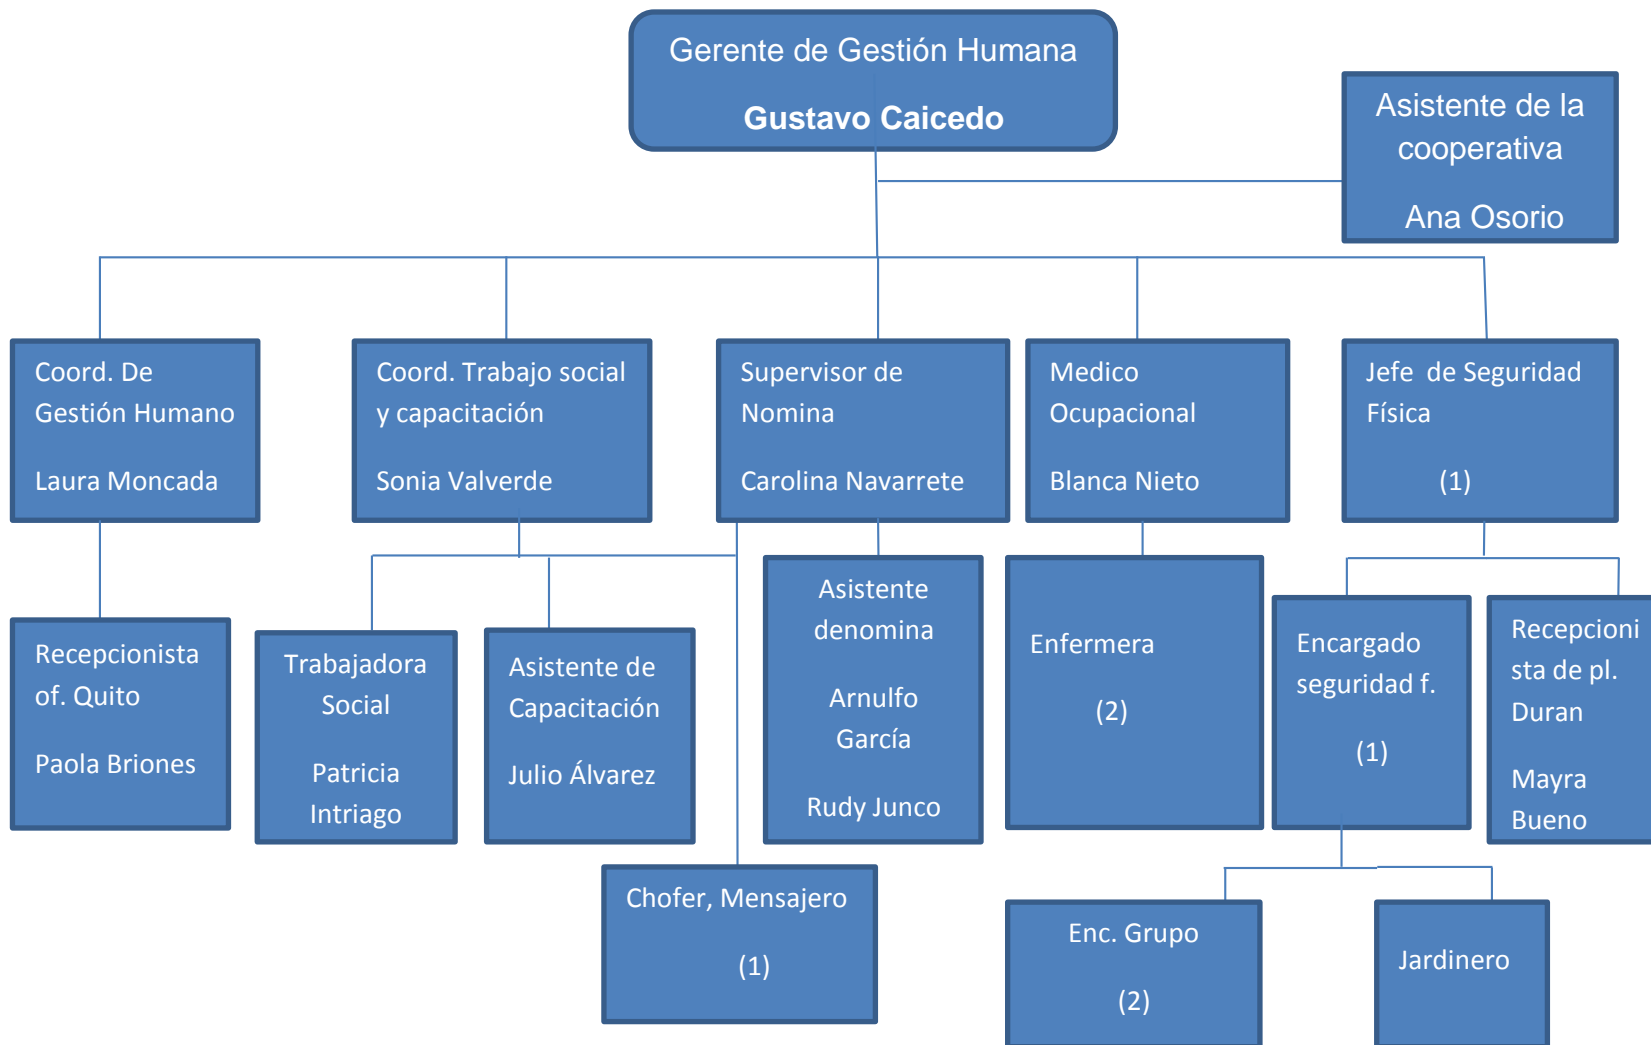 Gerente de Gestión Humana
Gustavo Caicedo
Asistente de la
cooperativa
Ana Osorio
Coord. De
Gestión Humano
Laura Moncada
Coord. Trabajo social
y capacitación
Sonia Valverde
Supervisor de
Nomina
Carolina Navarrete
Medico
Ocupacional
Blanca Nieto
Jefe de Seguridad
Física
(1)
Recepcionista
of. Quito
Paola Briones
Trabajadora
Social
Patricia
Intriago
Asistente de
Capacitación
Julio Álvarez
Asistente
denomina
Arnulfo
García
Rudy Junco
Enfermera
(2)
Encargado
seguridad f.
(1)
Recepcioni
sta de pl.
Duran
Mayra
Bueno
Chofer, Mensajero
(1)
Enc. Grupo
(2)
Jardinero